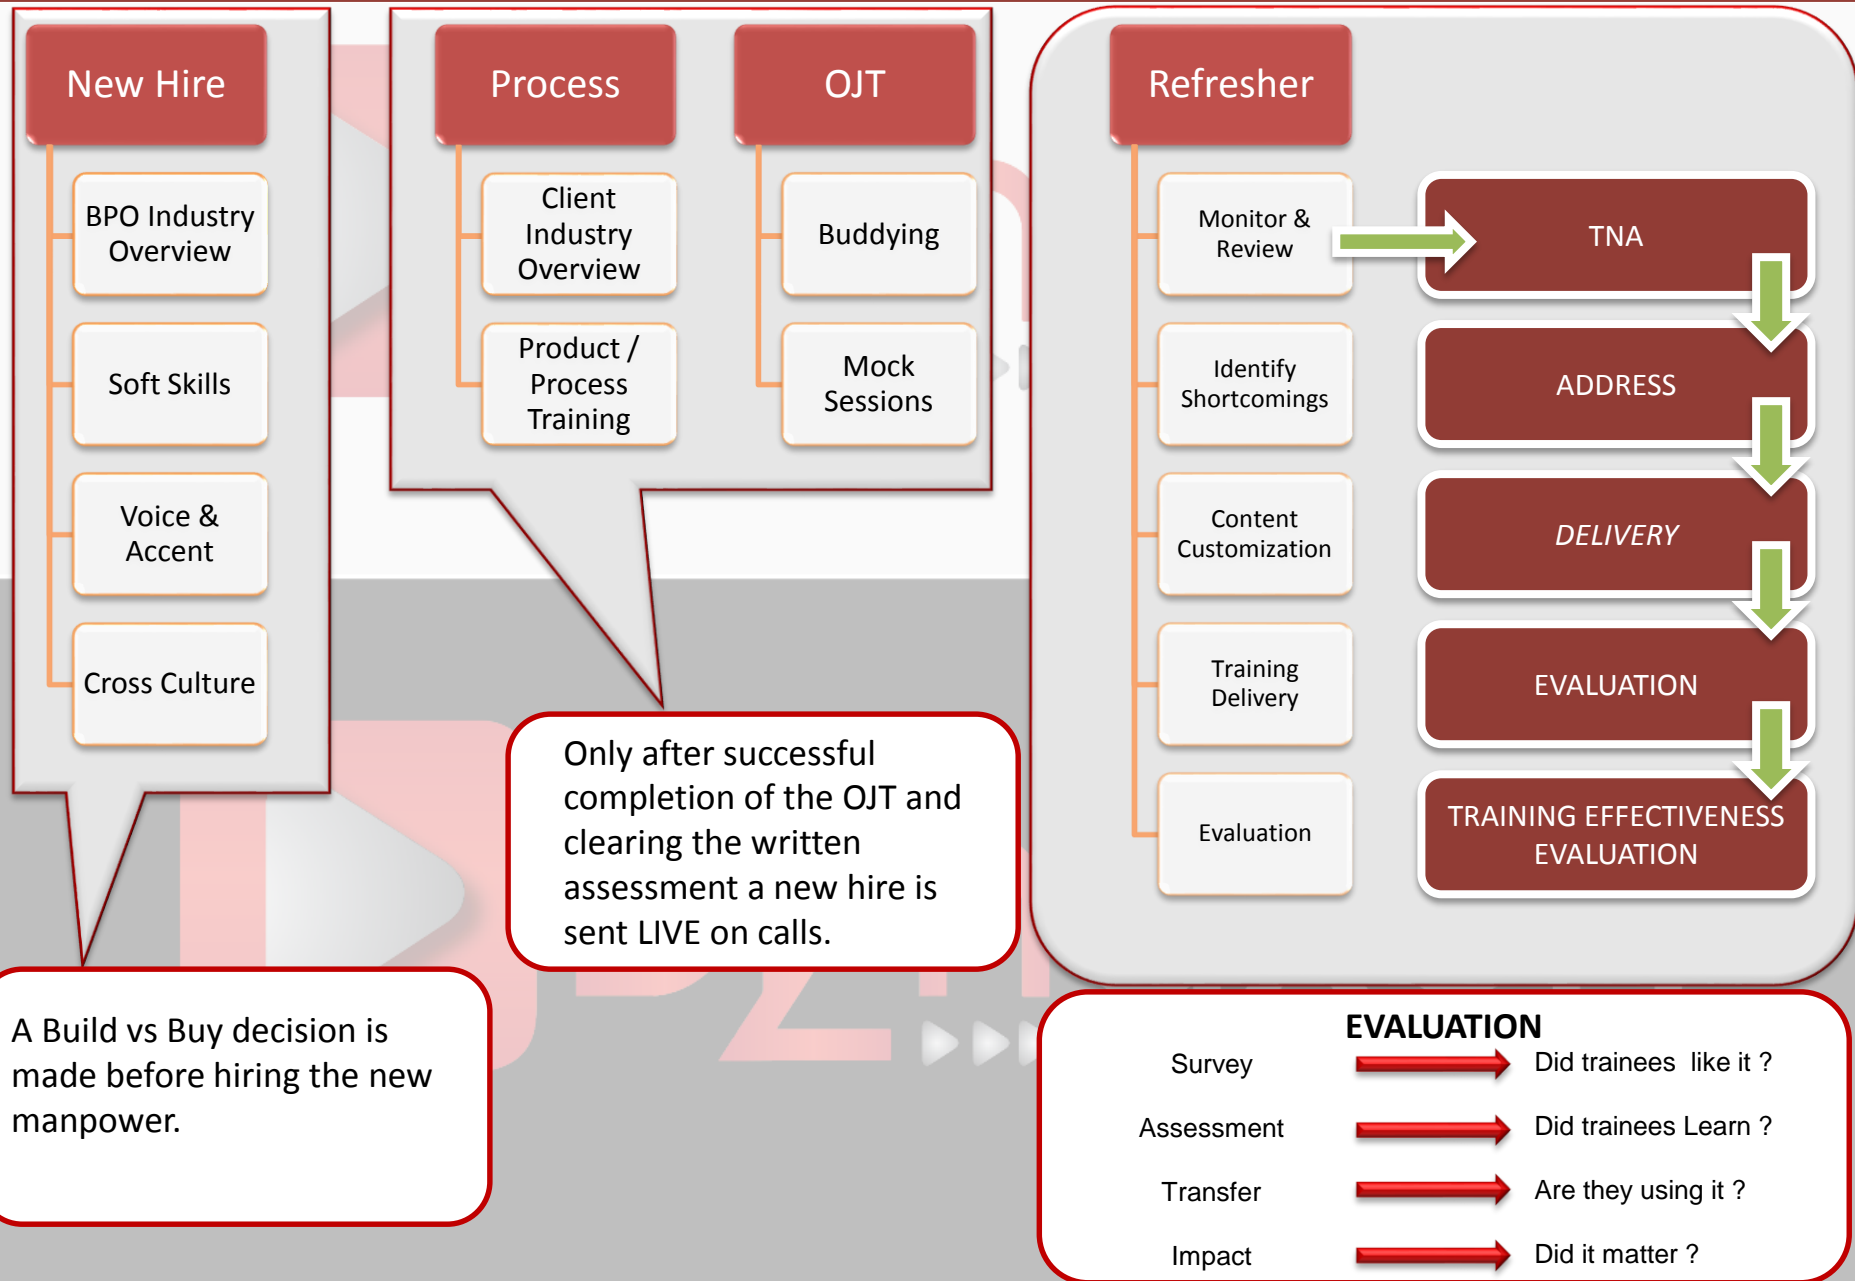 New Hire
BPO Industry
Overview
Soft Skills
Voice &
Accent
Cross Culture
A Build vs Buy decision is
made before hiring the new
manpower.
Process
Client
Industry
Overview
Product /
Process
Training
OJT
Buddying
Mock
Sessions
Only after successful
completion of the OJT and
clearing the written
assessment a new hire is
sent LIVE on calls.
Refresher
Monitor &
Review
TNA
Identify
Shortcomings
ADDRESS
Content
Customization
DELIVERY
Training
Delivery
EVALUATION
Evaluation
TRAINING EFFECTIVENESS
EVALUATION
EVALUATION
Survey Did trainees  like it ?
Assessment Did trainees Learn ?
Transfer Are they using it ?
Impact Did it matter ?